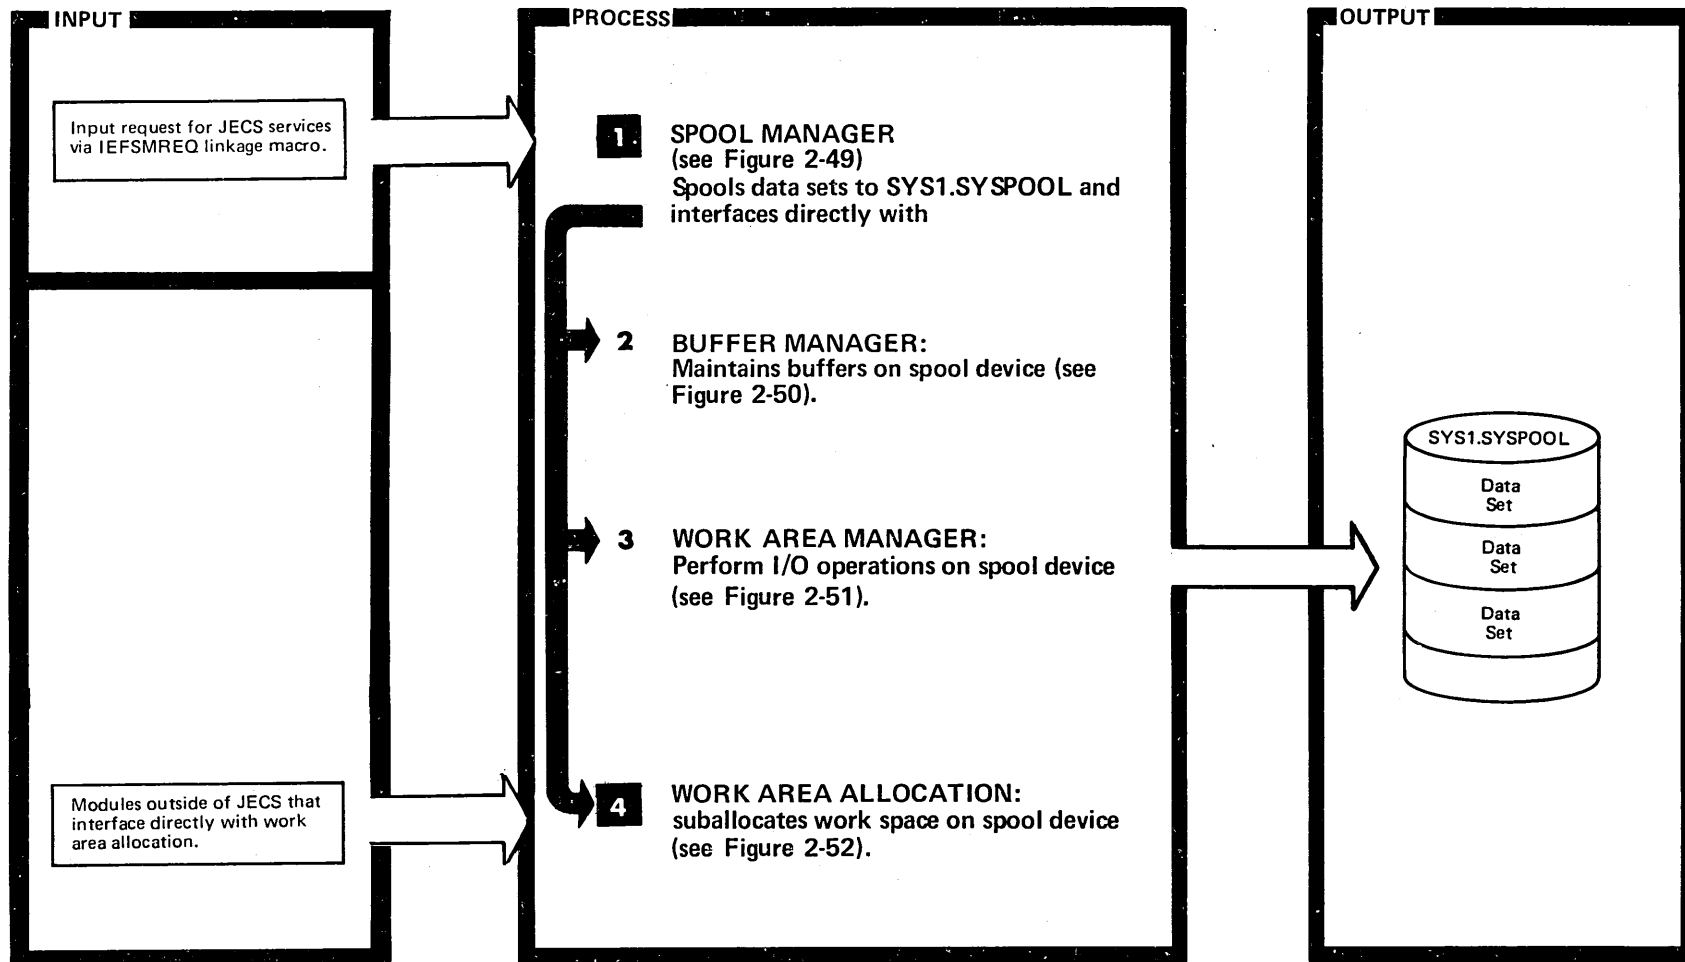 INPUT
Input request for JECS services
via IEFSMREQ linkage macro.
Modules outside of JECS that
interface directly with work
area allocation.
PROCESS
1
SPOOL MANAGER
(see Figure 2-49)
Spools data sets to SYS1.SYSPOOL and
interfaces directly with
2
BUFFER MANAGER:
Maintains buffers on spool device (see
Figure 2-50).
3
WORK AREA MANAGER:
Perform I/O operations on spool device
(see Figure 2-51).
4
WORK AREA ALLOCATION:
suballocates work space on spool device
(see Figure 2-52).
OUTPUT
SYS1.SYSPOOL
Data
Set
Data
Set
Data
Set